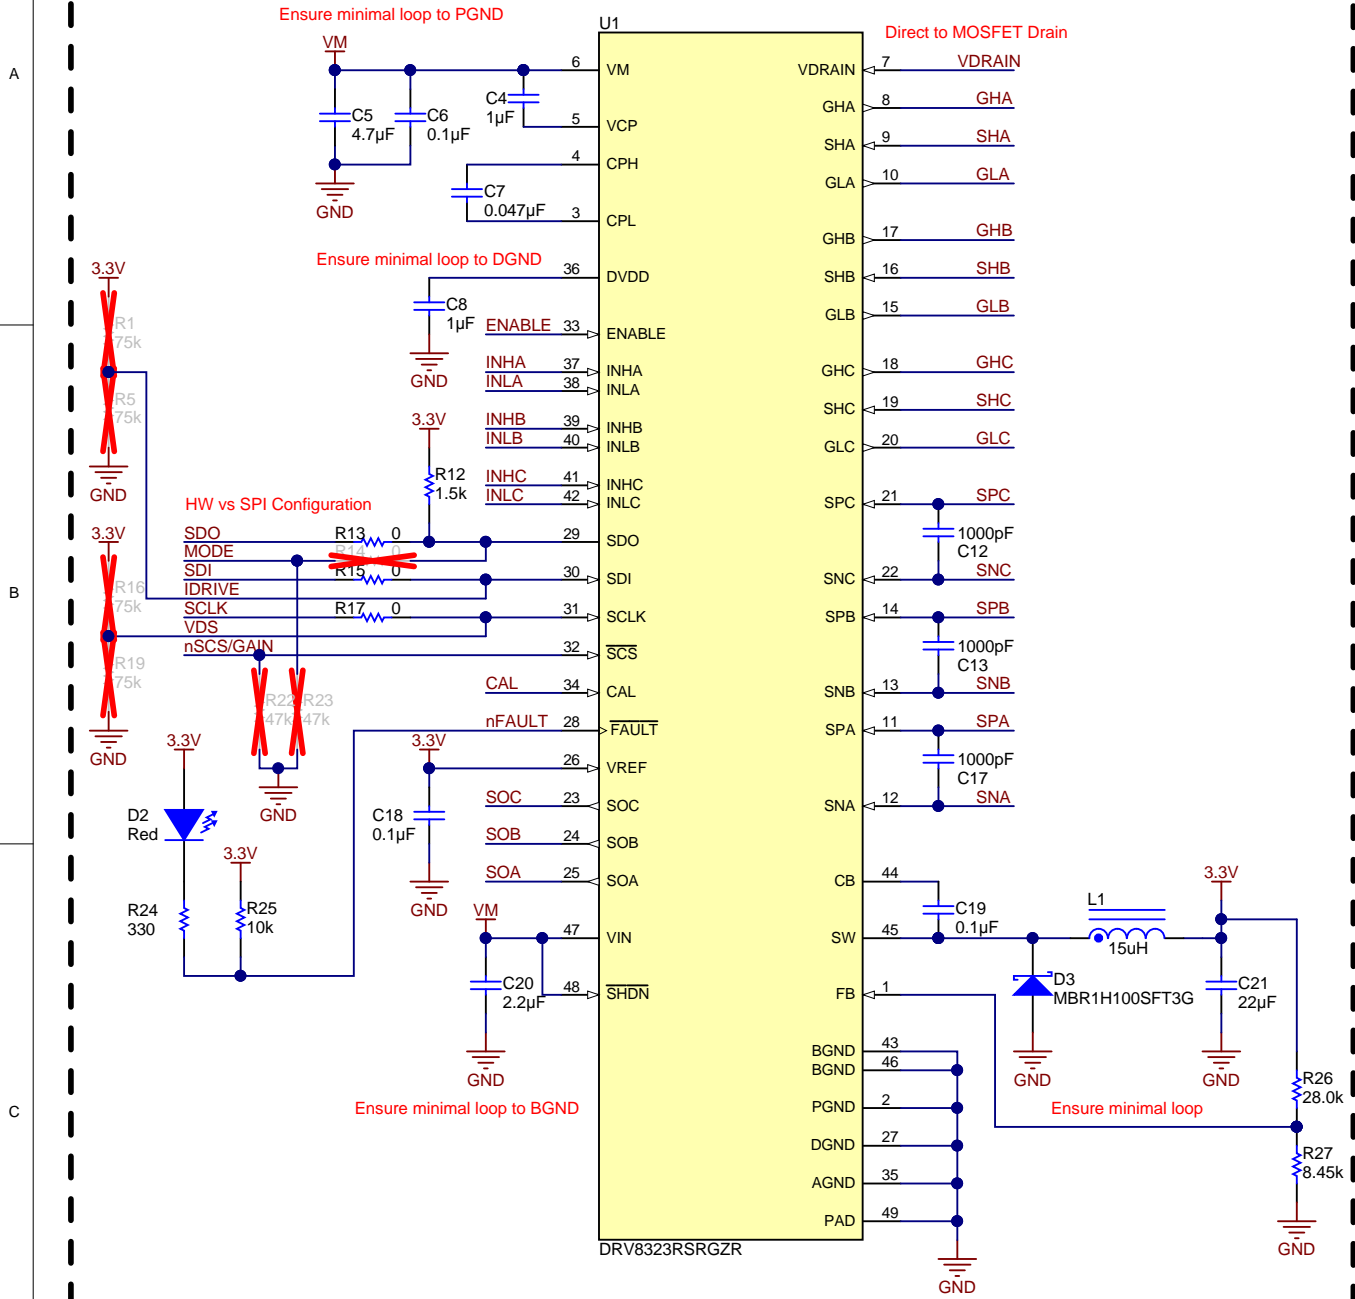 Ensure minimal loop to PGND
U1
Direct to MOSFET Drain
A
VM
6
VM
VDRAIN
7
VDRAIN
C4
1µF
GHA
8
GHA
C5
4.7µF
C6
0.1µF
5
VCP
SHA
9
SHA
4
CPH
GLA
10
GLA
C7
0.047µF
GND
3
CPL
GHB
17
GHB
Ensure minimal loop to DGND
3.3V
36
DVDD
SHB
16
SHB
C8
1µF
GLB
15
GLB
R1
75k
ENABLE
33
ENABLE
GND
INHA
37
INHA
GHC
18
GHC
INLA
38
INLA
R5
75k
SHC
19
SHC
3.3V
INHB
39
INHB
INLB
40
INLB
GLC
20
GLC
R12
1.5k
INHC
41
INHC
INLC
42
INLC
GND
HW vs SPI Configuration
SPC
21
SPC
3.3V
SDO
R13
0
29
SDO
1000pF
C12
MODE
R14
0
B
SDI
R15
0
30
SDI
SNC
22
SNC
R16
75k
IDRIVE
SCLK
R17
0
31
SCLK
SPB
14
SPB
VDS
nSCS/GAIN
32
SCS
1000pF
C13
R19
75k
R22
47k
R23
47k
CAL
34
CAL
SNB
13
SNB
nFAULT
28
FAULT
SPA
11
SPA
GND
3.3V
3.3V
26
VREF
1000pF
C17
GND
D2
Red
C18
0.1µF
SOC
23
SOC
SNA
12
SNA
SOB
24
SOB
3.3V
SOA
25
SOA
CB
44
3.3V
GND
R24
330
R25
10k
VM
C19
0.1µF
L1
15uH
47
VIN
SW
45
C20
2.2µF
48
SHDN
FB
1
D3
MBR1H100SFT3G
C21
22µF
GND
BGND
43
BGND
46
GND
GND
R26
28.0k
C
Ensure minimal loop to BGND
PGND
2
Ensure minimal loop
DGND
27
R27
8.45k
AGND
35
PAD
49
GND
DRV8323RSRGZR
GND